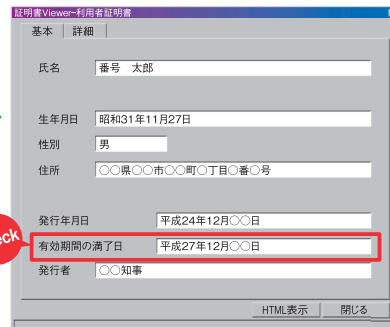 証明書Viewer-利用者証明書
基本 詳細
氏名 番号 太郎
生年月日 昭和31年11月27日
性別 男
住所 ○○県○○市○○町○丁目○番○号
発行年月日 平成24年12月○○日
eck
有効期間の満了日 平成27年12月○○日
発行者 ○○知事
HTML表示 閉じる